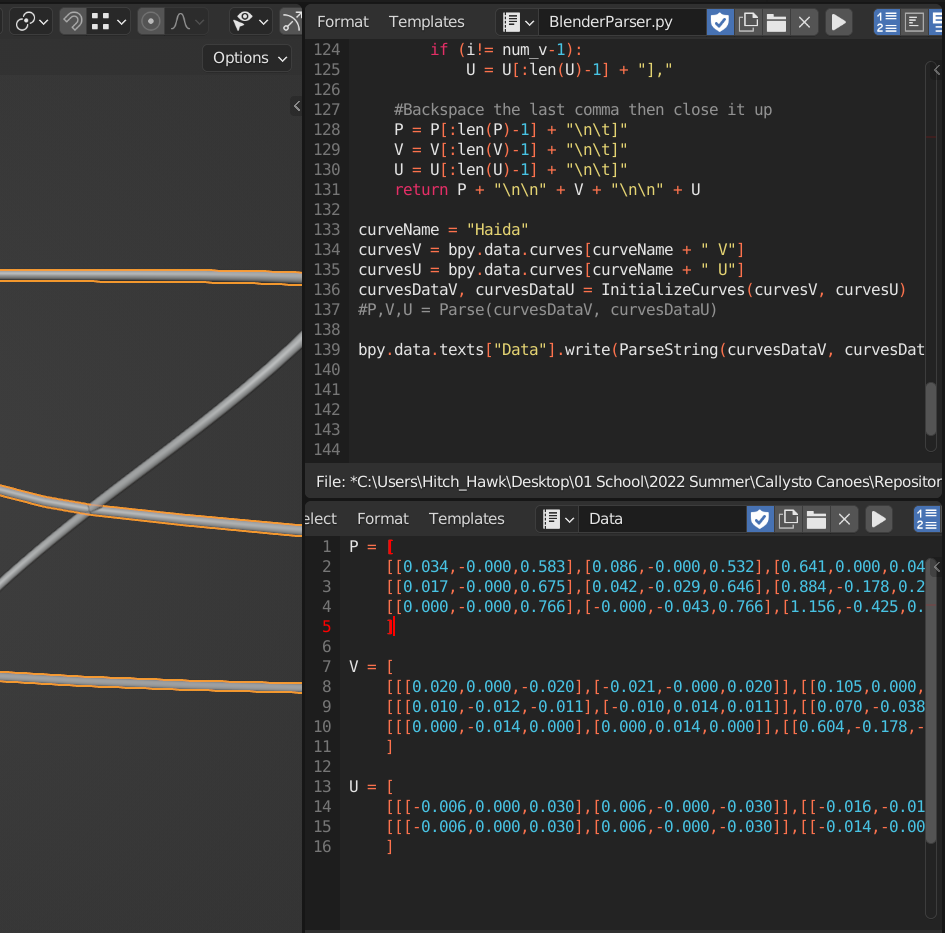 Format Templates BlenderParser.py
Options
124 if (i!= num_v-1):
125 U = U[:len(U)-1] + "],"
126
127 #Backspace the last comma then close it up
128 P = P[:len(P)-1] + "\n\t]"
129 V = V[:len(V)-1] + "\n\t]"
130 U = U[:len(U)-1] + "\n\t]"
131 return P + "\n\n" + V + "\n\n" + U
132
133 curveName = "Haida"
134 curvesV = bpy.data.curves[curveName + " V"]
135 curvesU = bpy.data.curves[curveName + " U"]
136 curvesDataV, curvesDataU = InitializeCurves(curvesV, curvesU)
137 #P,V,U = Parse(curvesDataV, curvesDataU)
138
139 bpy.data.texts["Data"].write(ParseString(curvesDataV, curvesDat
140
141
142
143
144
File: *C:\Users\Hitch_Hawk\Desktop\01 School\2022 Summer\Callysto Canoes\Repositor
elect Format Templates Data
1 P = [
2 [[0.034,-0.000,0.583],[0.086,-0.000,0.532],[0.641,0.000,0.04
3 [[0.017,-0.000,0.675],[0.042,-0.029,0.646],[0.884,-0.178,0.2
4 [[0.000,-0.000,0.766],[-0.000,-0.043,0.766],[1.156,-0.425,0.
5 ]
6
7 V = [
8 [[[0.020,0.000,-0.020],[-0.021,-0.000,0.020]],[[0.105,0.000,
9 [[[0.010,-0.012,-0.011],[-0.010,0.014,0.011]],[[0.070,-0.038
10 [[[0.000,-0.014,0.000],[0.000,0.014,0.000]],[[0.604,-0.178,-
11 ]
12
13 U = [
14 [[[-0.006,0.000,0.030],[0.006,-0.000,-0.030]],[[-0.016,-0.01
15 [[[-0.006,0.000,0.030],[0.006,-0.000,-0.030]],[[-0.014,-0.00
16 ]